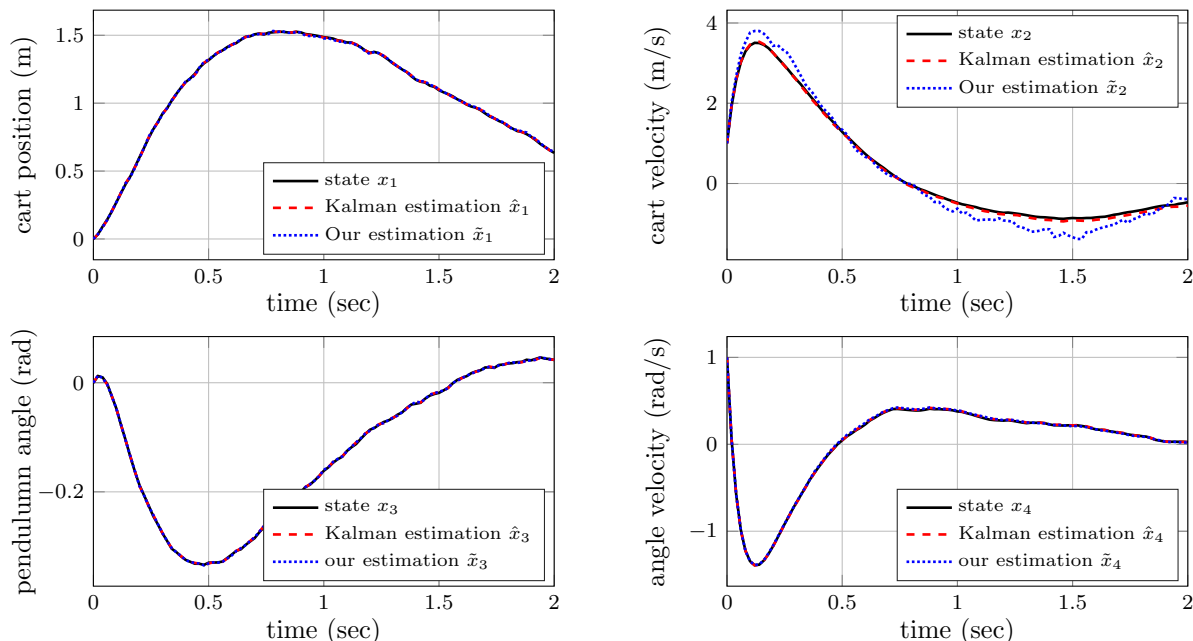 cart position (m)
1.5
1
0.5
0
state x₁
Kalman estimation x̂₁
Our estimation x̃₁
0 0.5 1 1.5 2
time (sec)
cart velocity (m/s)
4
2
0
state x₂
Kalman estimation x̂₂
Our estimation x̃₂
0 0.5 1 1.5 2
time (sec)
pendulumn angle (rad)
0
−0.2
state x₃
Kalman estimation x̂₃
our estimation x̃₃
0 0.5 1 1.5 2
time (sec)
angle velocity (rad/s)
1
0
−1
state x₄
Kalman estimation x̂₄
our estimation x̃₄
0 0.5 1 1.5 2
time (sec)